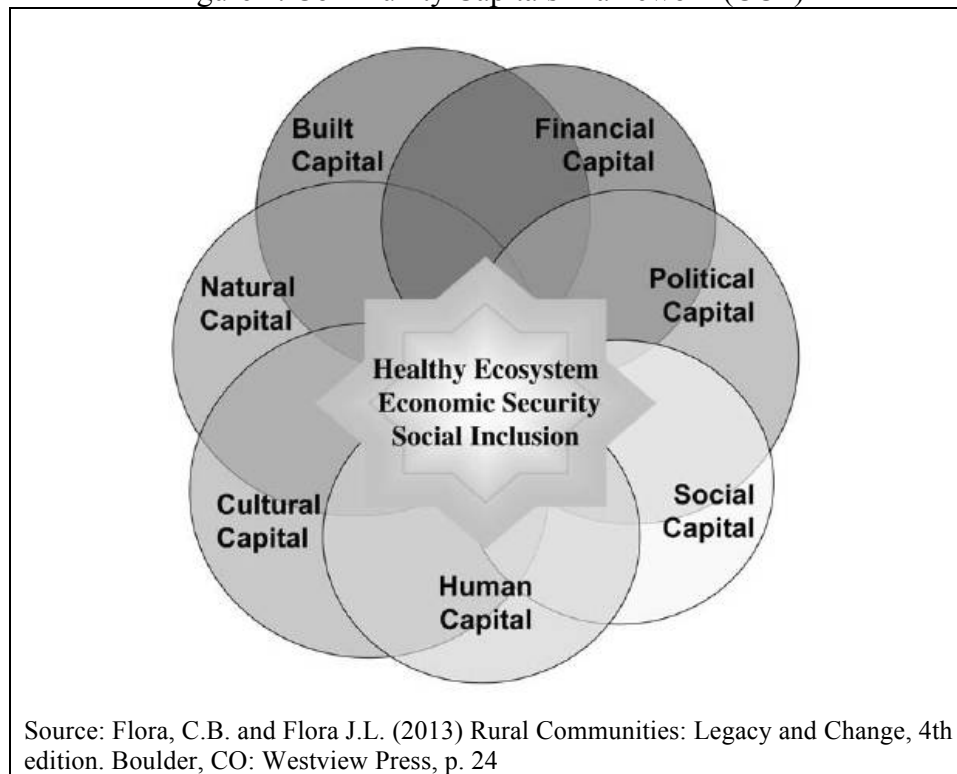 Built
Capital
Financial
Capital
Natural
Capital
Political
Capital
Healthy Ecosystem
Economic Security
Social Inclusion
Cultural
Capital
Social
Capital
Human
Capital
Source: Flora, C.B. and Flora J.L. (2013) Rural Communities: Legacy and Change, 4th
edition. Boulder, CO: Westview Press, p. 24